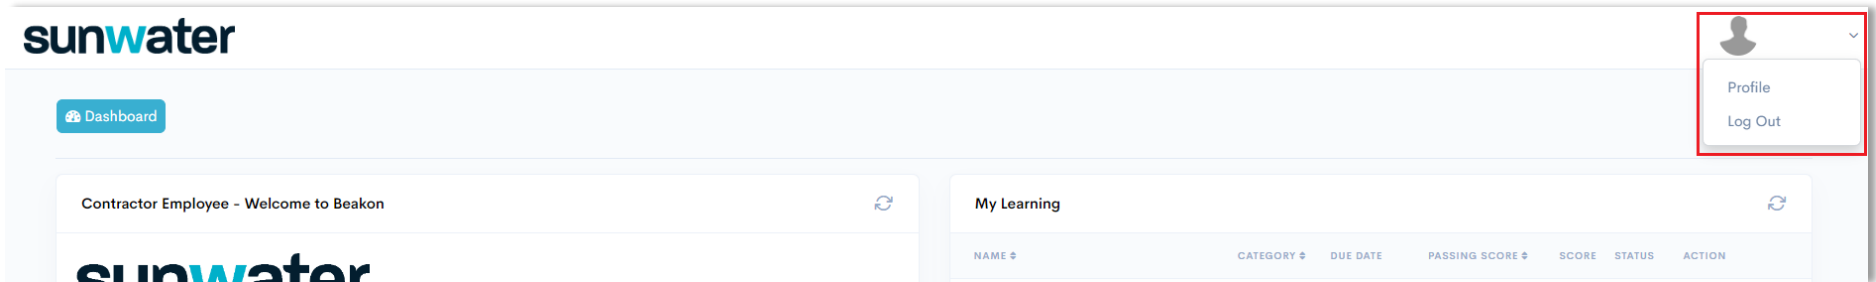 sunwater
Profile
Log Out
Dashboard
Contractor Employee - Welcome to Beakon
My Learning
NAME CATEGORY DUE DATE PASSING SCORE SCORE STATUS ACTION
sunwater